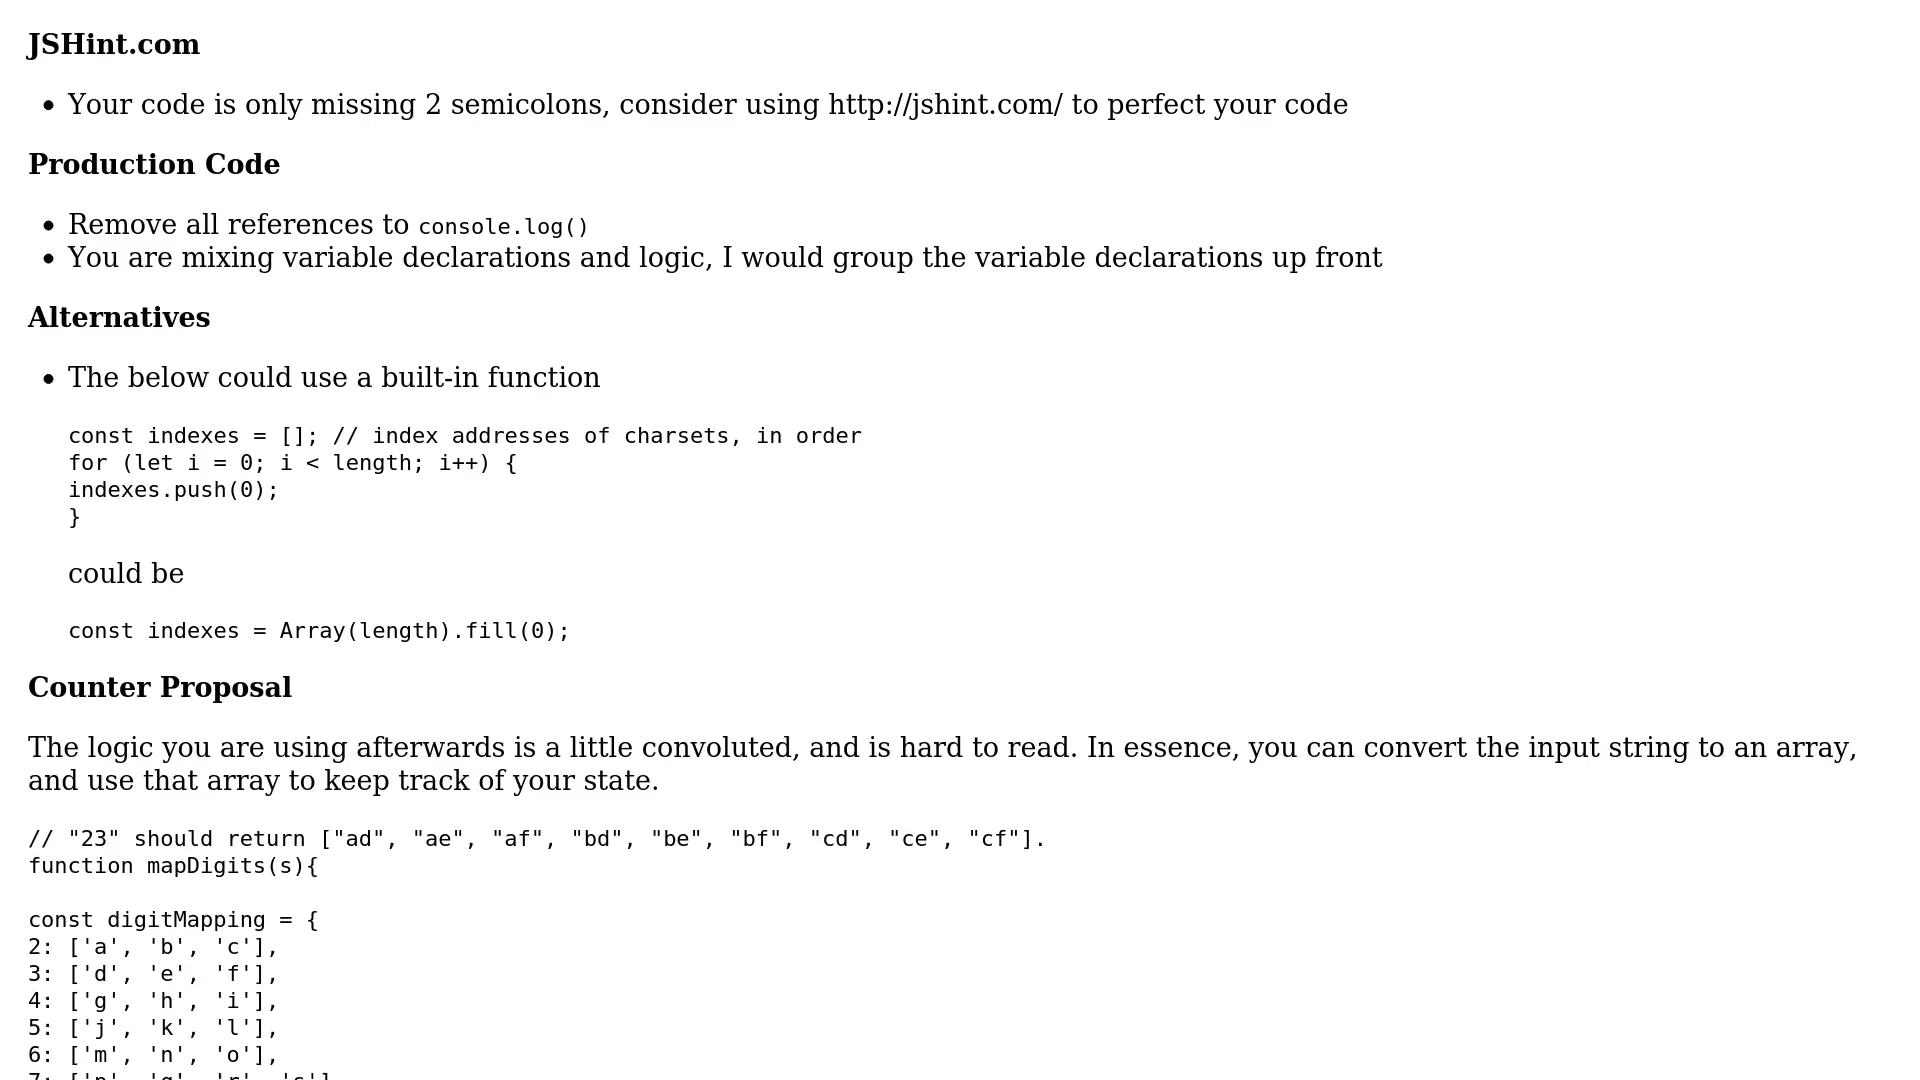 JSHint.com
Your code is only missing 2 semicolons, consider using http://jshint.com/ to perfect your code
Production Code
Remove all references to console.log()
You are mixing variable declarations and logic, I would group the variable declarations up front
Alternatives
The below could use a built-in function
const indexes = []; // index addresses of charsets, in order
for (let i = 0; i < length; i++) {
indexes.push(0);
}
could be
const indexes = Array(length).fill(0);
Counter Proposal
The logic you are using afterwards is a little convoluted, and is hard to read. In essence, you can convert the input string to an array,
and use that array to keep track of your state.
// "23" should return ["ad", "ae", "af", "bd", "be", "bf", "cd", "ce", "cf"].
function mapDigits(s){
const digitMapping = {
2: ['a', 'b', 'c'],
3: ['d', 'e', 'f'],
4: ['g', 'h', 'i'],
5: ['j', 'k', 'l'],
6: ['m', 'n', 'o'],